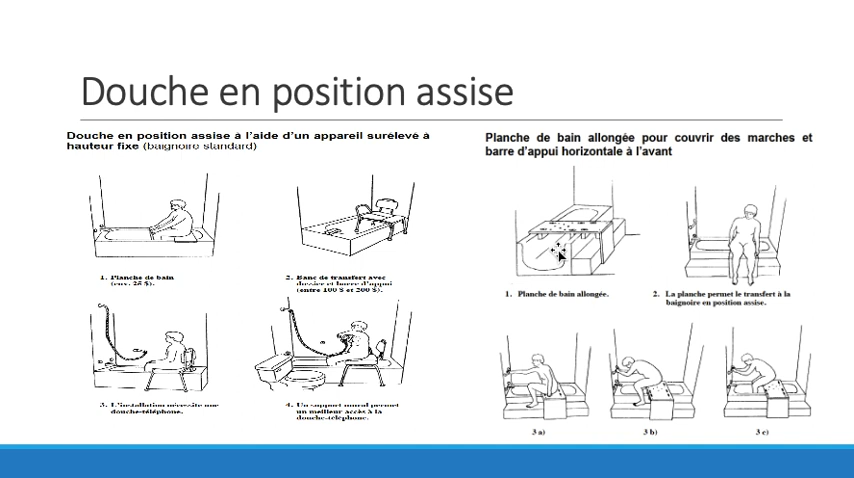 Douche en position assise
Douche en position assise à l'aide d'un appareil surélevé à
hauteur fixe (baignoire standard)
1. Planche de bain
(env. 25 $).
2. Banc de transfert avec
dossier et barre d'appui
(entre 100 $ et 200 $).
3. L'installation nécessite une
douche-téléphone.
4. Un support mural permet
un meilleur accès à la
douche-téléphone.
Planche de bain allongée pour couvrir des marches et
barre d'appui horizontale à l'avant
1. Planche de bain allongée.
2. La planche permet le transfert à la
baignoire en position assise.
3 a)
3 b)
3 c)